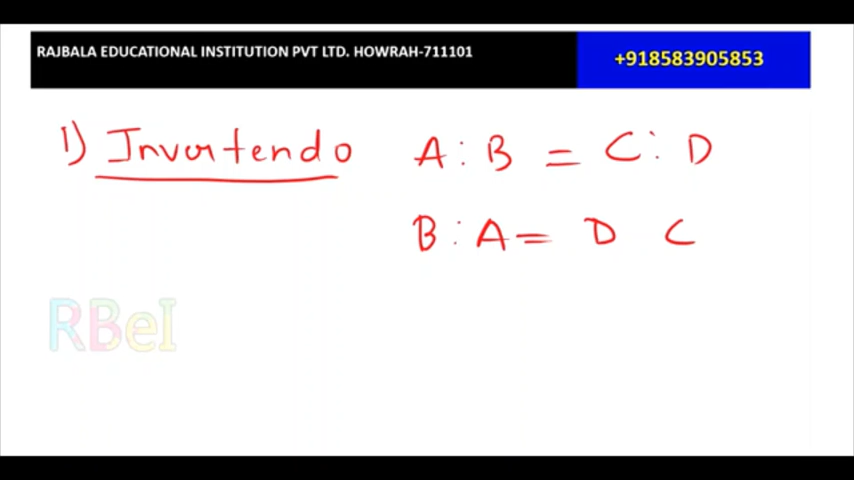 RAJBALA EDUCATIONAL INSTITUTION PVT LTD. HOWRAH-711101
+918583905853
1) Invertendo A : B = C : D
B : A = D C
RBeI